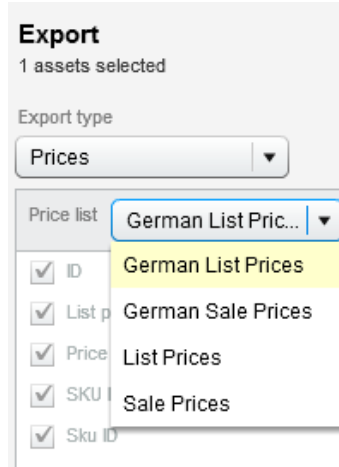 Export
1 assets selected
Export type
Prices
Price list German List Pric...
ID German List Prices
List p German Sale Prices
Price List Prices
SKU Sale Prices
Sku ID